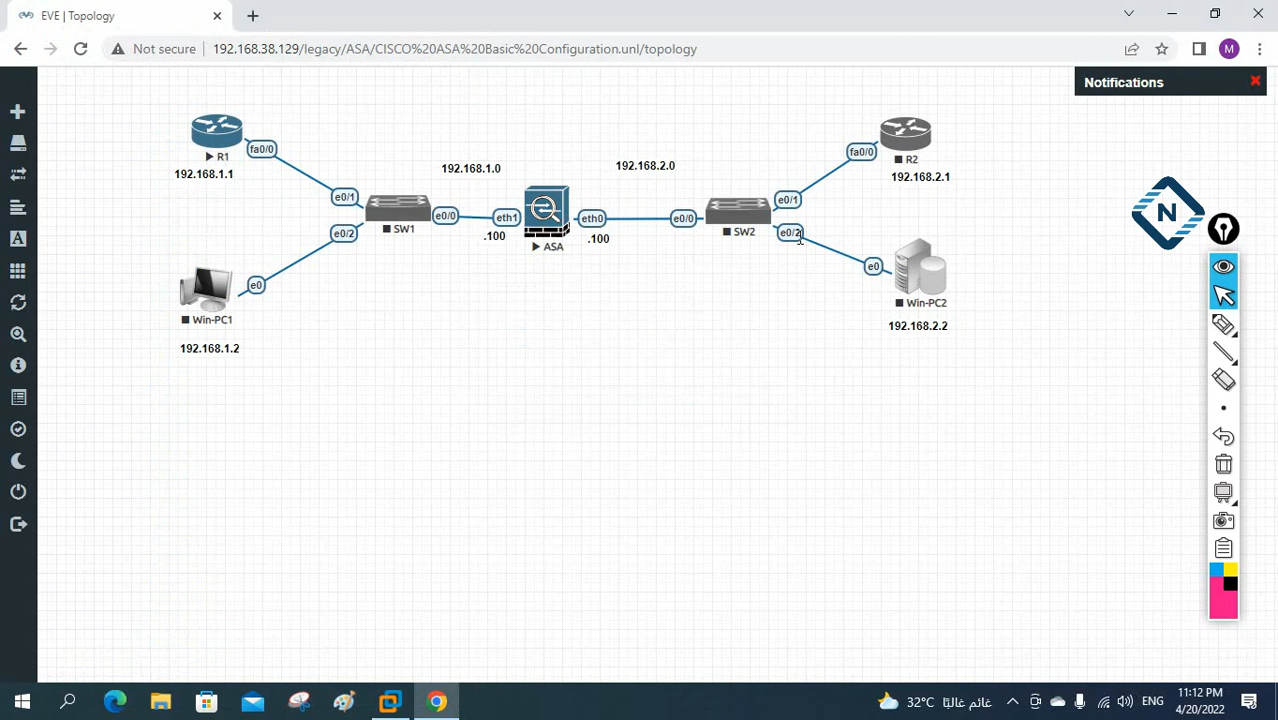 EVE | Topology
Not secure
192.168.38.129/legacy/ASA/CISCO%20ASA%20Basic%20Configuration.unl/topology
M
Notifications
R1
192.168.1.1
fa0/0
192.168.1.0
192.168.2.0
fa0/0
R2
192.168.2.1
e0/1
SW1
e0/2
e0/0
eth1
.100
ASA
eth0
.100
e0/0
SW2
e0/1
e0/2
N
e0
Win-PC1
192.168.1.2
e0
Win-PC2
192.168.2.2
A
32°C غائم غالبًا
ENG
11:12 PM
4/20/2022